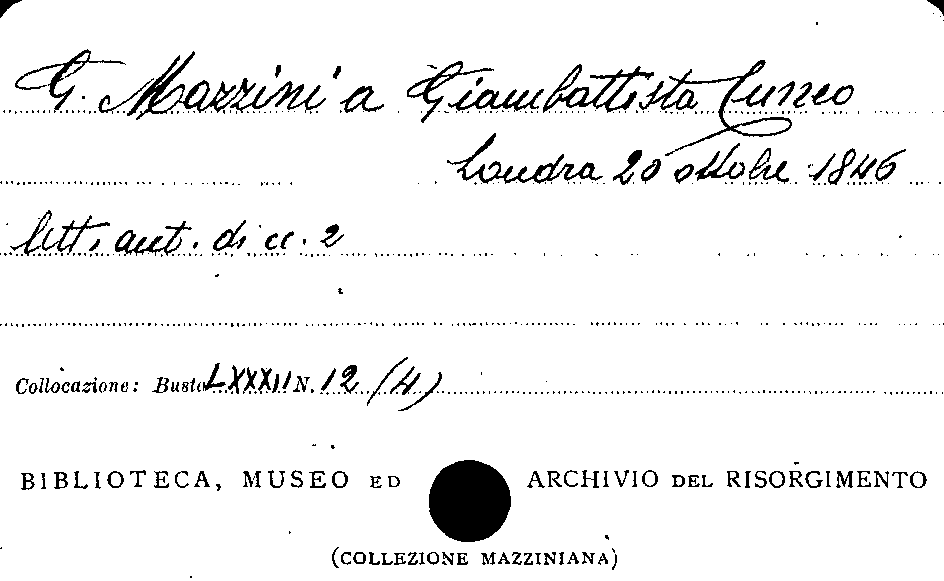 G. Mazzini a Giambattista Cuneo
Londra 20 ottobre 1846
lett. aut. di cc. 2
Collocazione: Busta LXXXII N. 12 (4)
BIBLIOTECA, MUSEO ED ARCHIVIO DEL RISORGIMENTO
(COLLEZIONE MAZZINIANA)